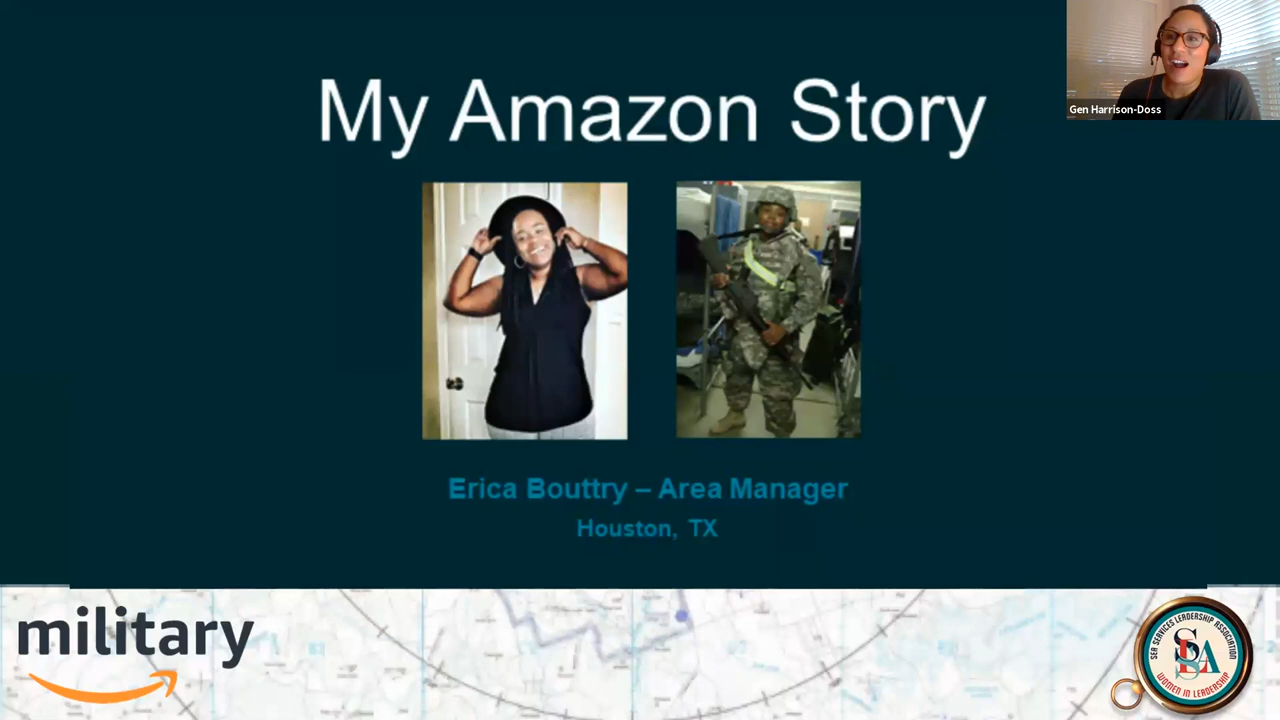 My Amazon Story
Gen Harrison-Doss
Erica Bouttry – Area Manager
Houston, TX
military
SEA SERVICES LEADERSHIP ASSOCIATION
SLSA
WOMEN IN LEADERSHIP